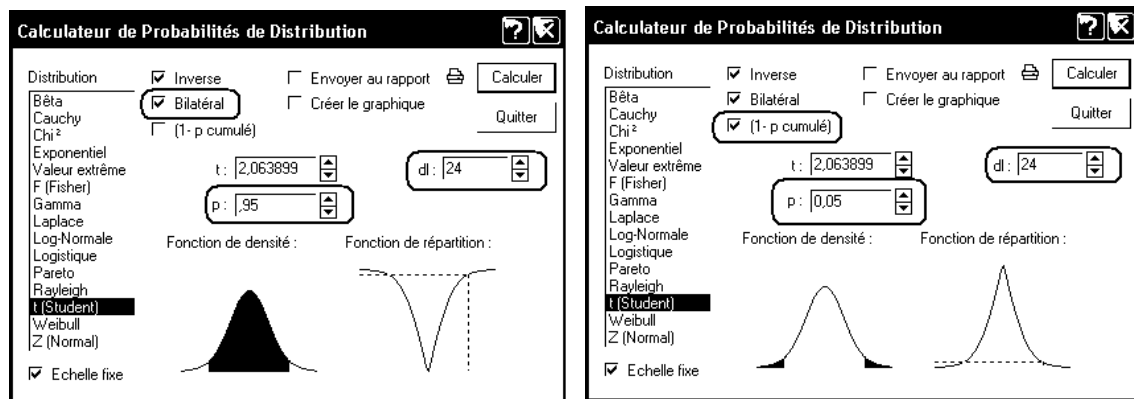 Calculateur de Probabilités de Distribution
Distribution
Inverse
Envoyer au rapport
Calculer
Bilatéral
Créer le graphique
Quitter
(1- p cumulé)
Bêta
Cauchy
Chi²
Exponentiel
Valeur extrême
F (Fisher)
Gamma
Laplace
Log-Normale
Logistique
Pareto
Rayleigh
t (Student)
Weibull
Z (Normal)
t : 2,063899
dl : 24
p : ,95
Fonction de densité :
Fonction de répartition :
Echelle fixe
Calculateur de Probabilités de Distribution
Distribution
Inverse
Envoyer au rapport
Calculer
Bilatéral
Créer le graphique
Quitter
(1- p cumulé)
Bêta
Cauchy
Chi²
Exponentiel
Valeur extrême
F (Fisher)
Gamma
Laplace
Log-Normale
Logistique
Pareto
Rayleigh
t (Student)
Weibull
Z (Normal)
t : 2,063899
dl : 24
p : 0,05
Fonction de densité :
Fonction de répartition :
Echelle fixe